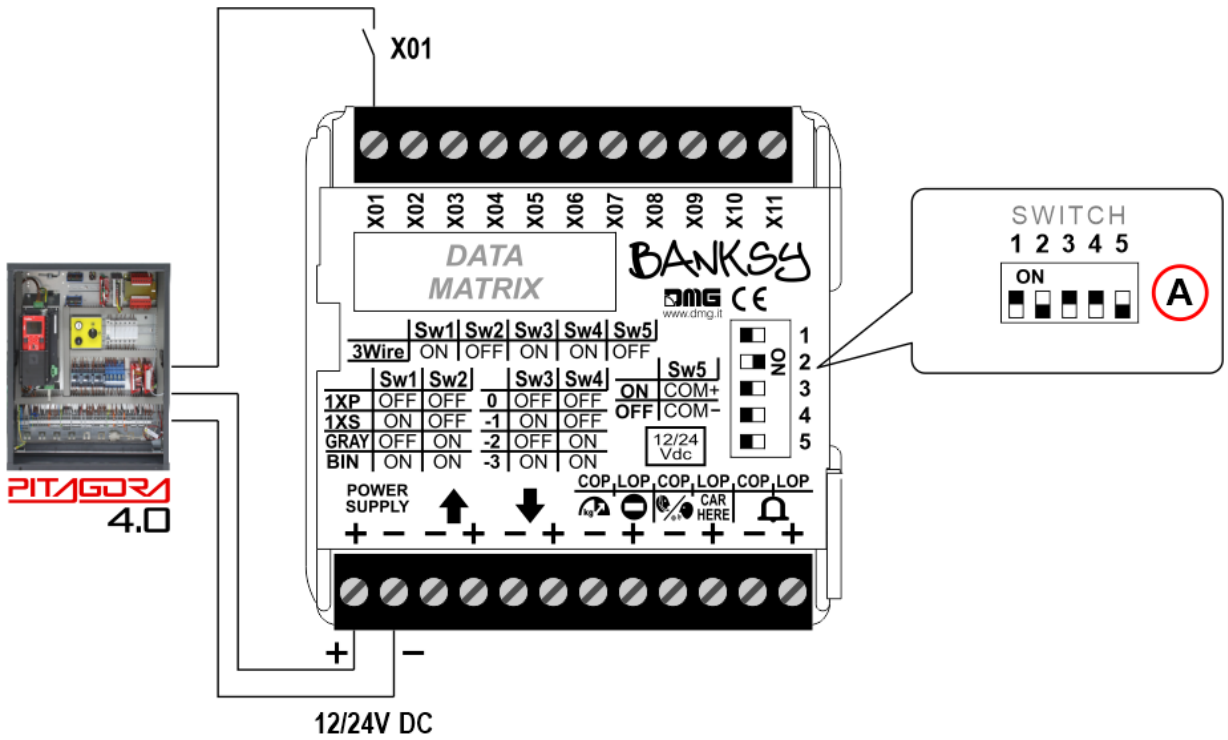 X01
X01 X02 X03 X04 X05 X06 X07 X08 X09 X10 X11
DATA
MATRIX
BANKSY
DMG CE
www.dmg.it
Sw1 Sw2 Sw3 Sw4 Sw5
3Wire ON OFF ON ON OFF
Sw1 Sw2
1XP OFF OFF
1XS ON OFF
GRAY OFF ON
BIN ON ON
Sw3 Sw4
0 OFF OFF
-1 ON OFF
-2 OFF ON
-3 ON ON
Sw5
ON COM+
OFF COM−
12/24
Vdc
ON
1
2
3
4
5
POWER
SUPPLY
COP LOP COP LOP COP LOP
kg
CAR
HERE
+ − − + − + − + − + − +
+ −
12/24V DC
SWITCH
1 2 3 4 5
ON
A
PITAGORA
4.0